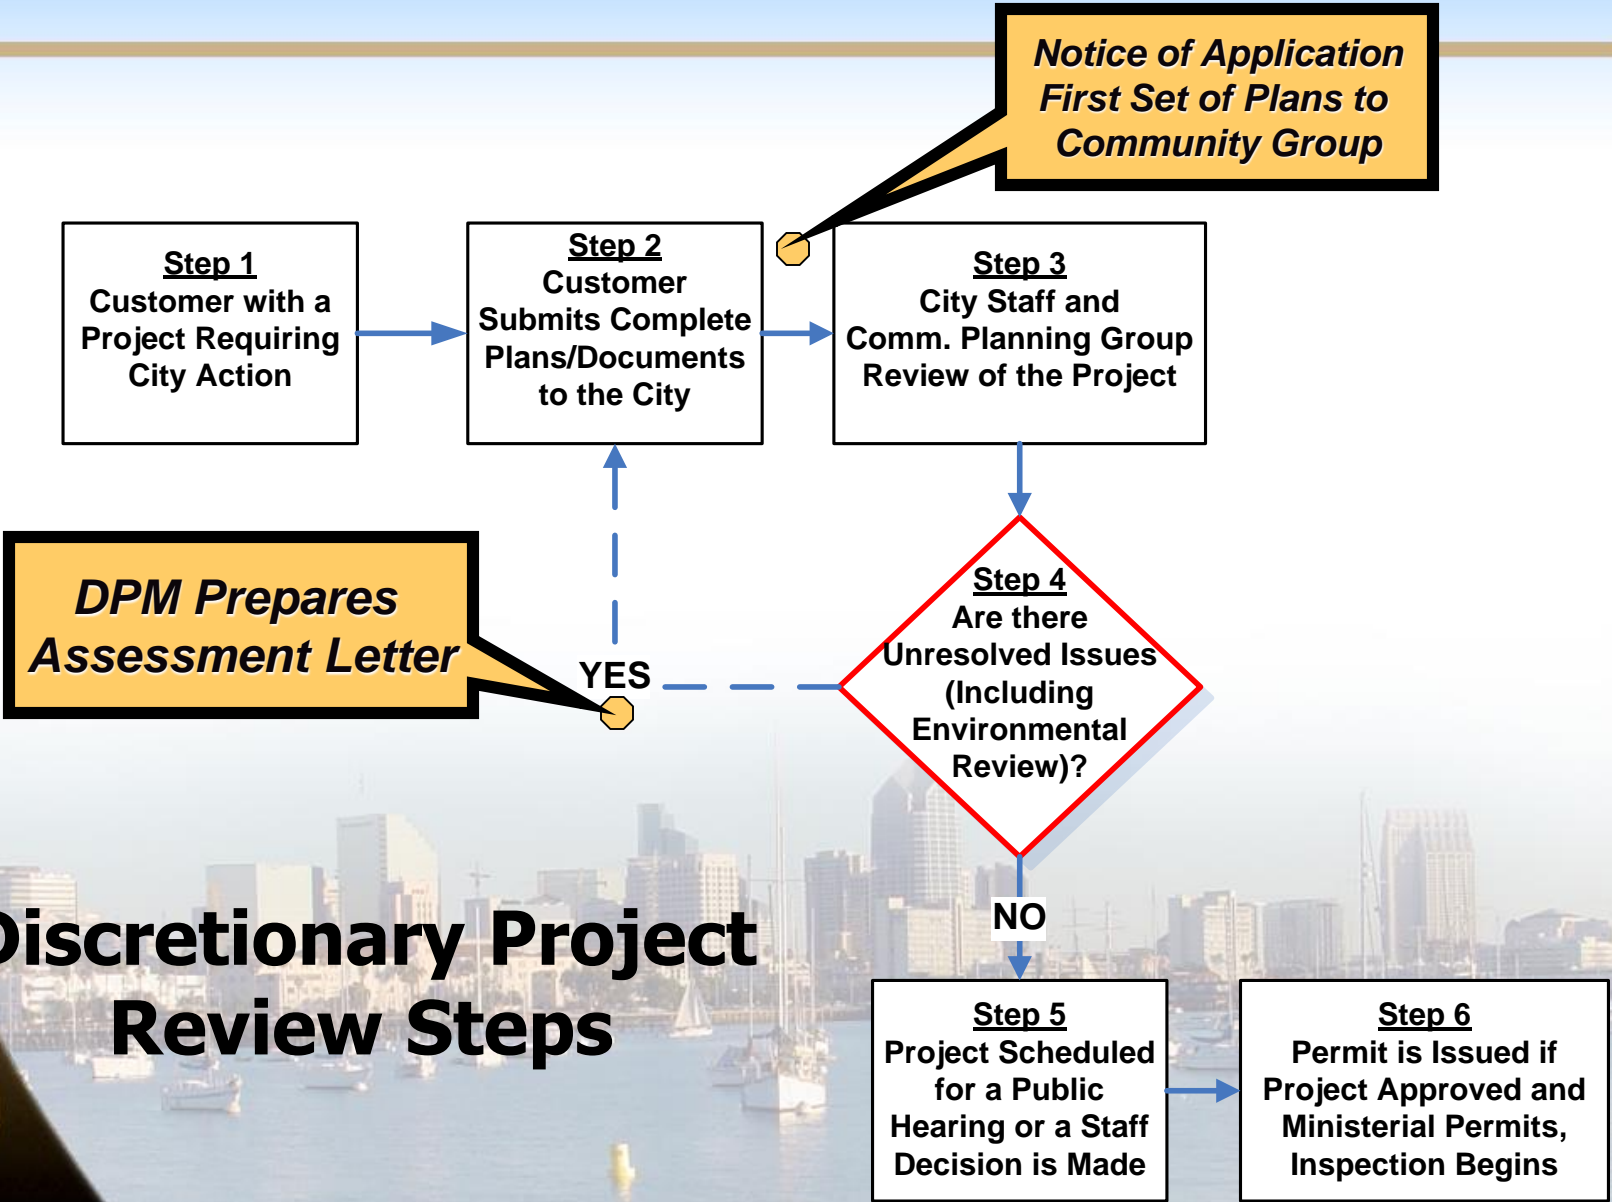 Notice of Application
First Set of Plans to
Community Group
Step 1
Customer with a
Project Requiring
City Action
Step 2
Customer
Submits Complete
Plans/Documents
to the City
Step 3
City Staff and
Comm. Planning Group
Review of the Project
DPM Prepares
Assessment Letter
YES
Step 4
Are there
Unresolved Issues
(Including
Environmental
Review)?
NO
Discretionary Project
Review Steps
Step 5
Project Scheduled
for a Public
Hearing or a Staff
Decision is Made
Step 6
Permit is Issued if
Project Approved and
Ministerial Permits,
Inspection Begins